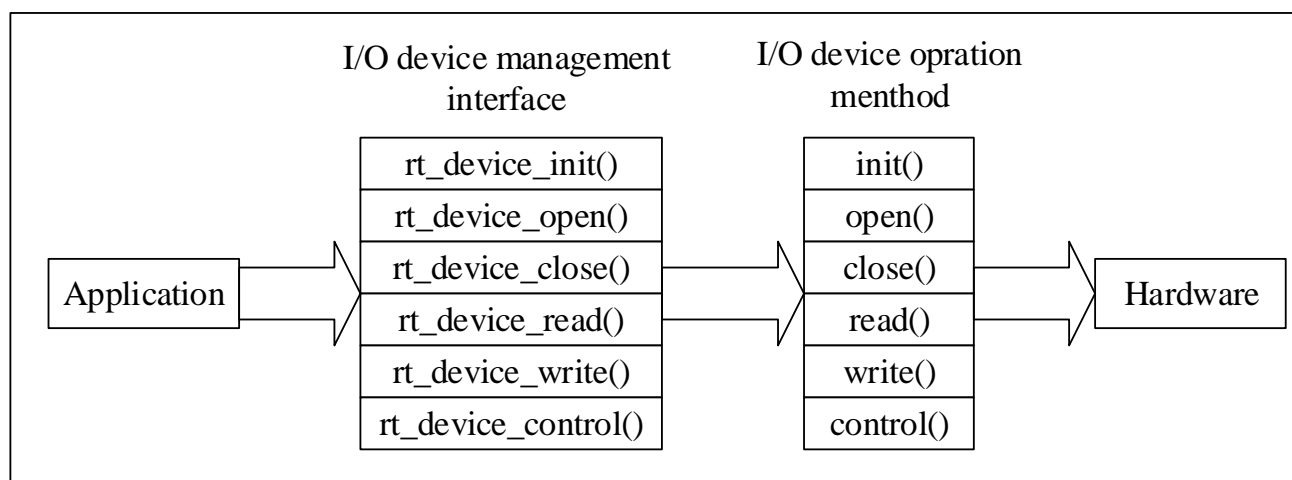 I/O device management
interface
I/O device opration
menthod
Application
rt_device_init()
rt_device_open()
rt_device_close()
rt_device_read()
rt_device_write()
rt_device_control()
init()
open()
close()
read()
write()
control()
Hardware